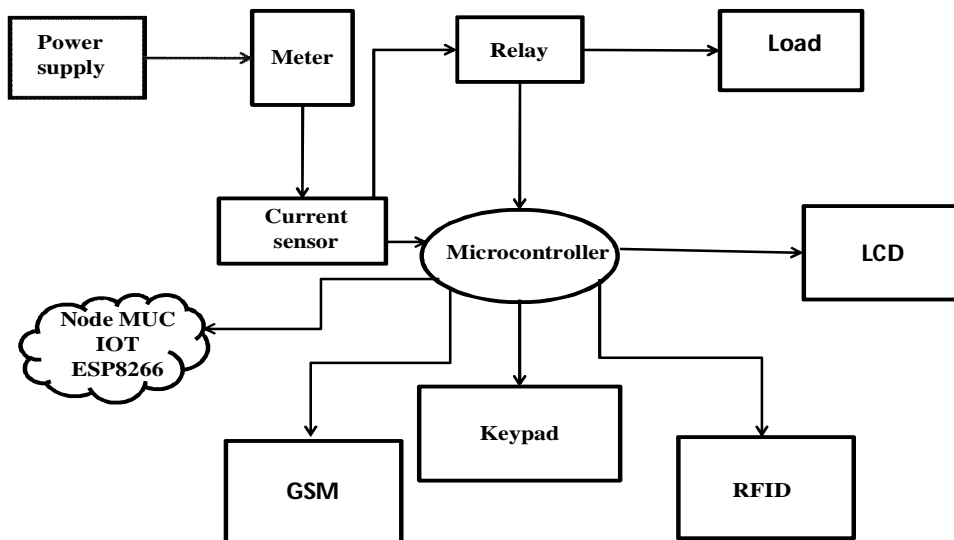 Power
supply
Meter
Relay
Load
Current
sensor
Microcontroller
LCD
Node MUC
IOT
ESP8266
GSM
Keypad
RFID